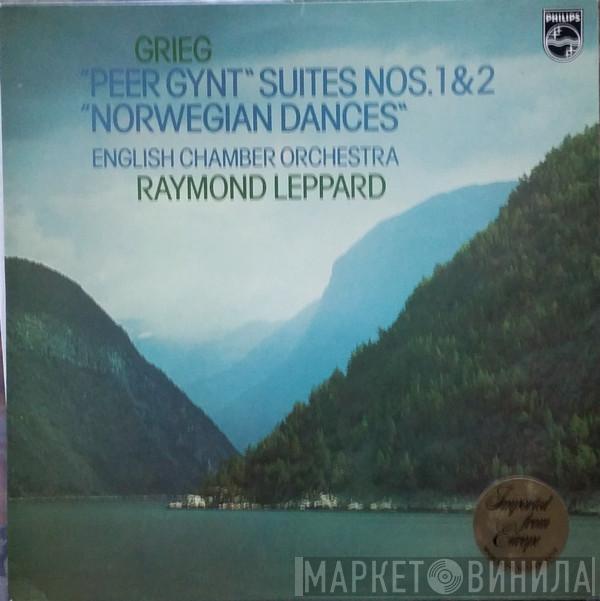 PHILIPS
GRIEG
"PEER GYNT" SUITES NOS. 1 & 2
"NORWEGIAN DANCES"
ENGLISH CHAMBER ORCHESTRA
RAYMOND LEPPARD
Imported
from
Europe
МАРКЕТ ВИНИЛА